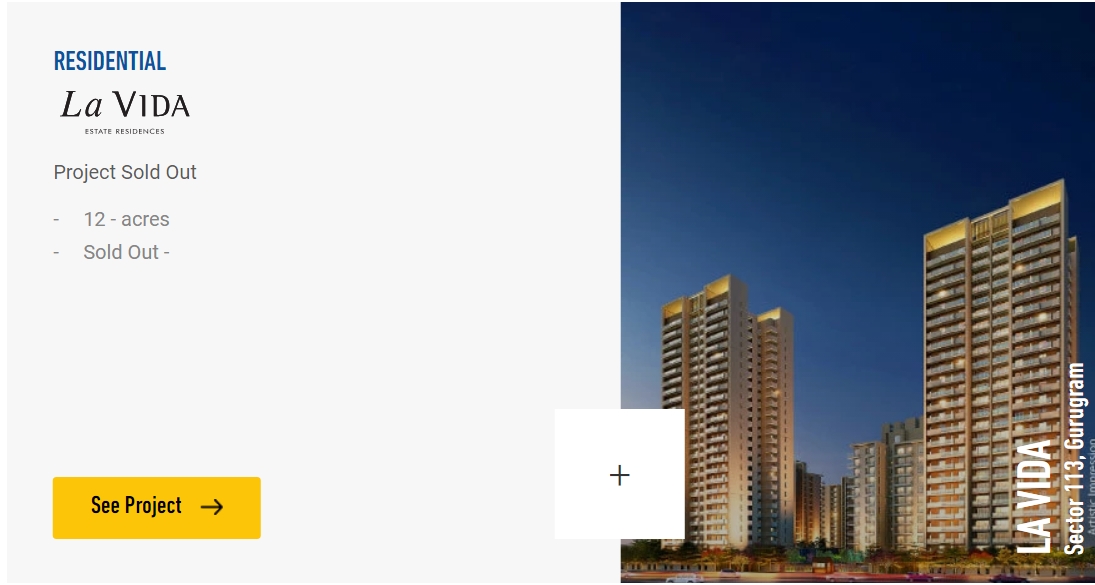 RESIDENTIAL
La VIDA
ESTATE RESIDENCES
Project Sold Out
- 12 - acres
- Sold Out -
See Project →
+
LA VIDA
Sector 113, Gurugram
Artistic Impression